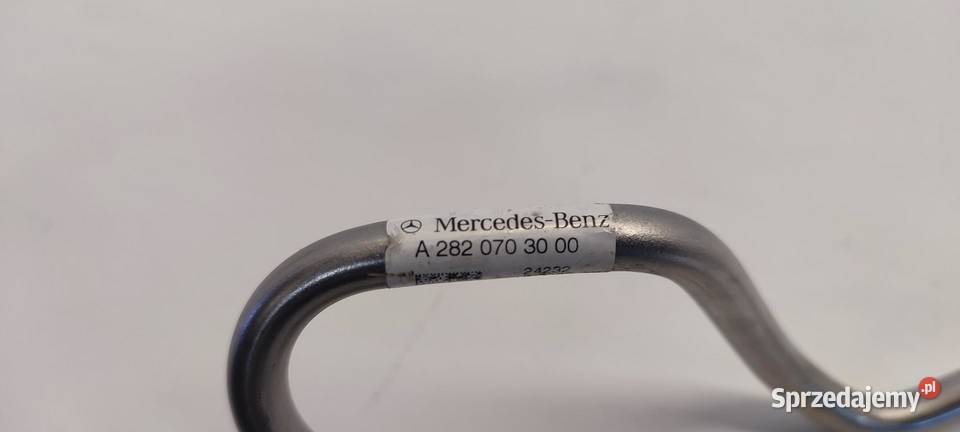 Mercedes-Benz
A 282 070 30 00
24232
Sprzedajemy.pl